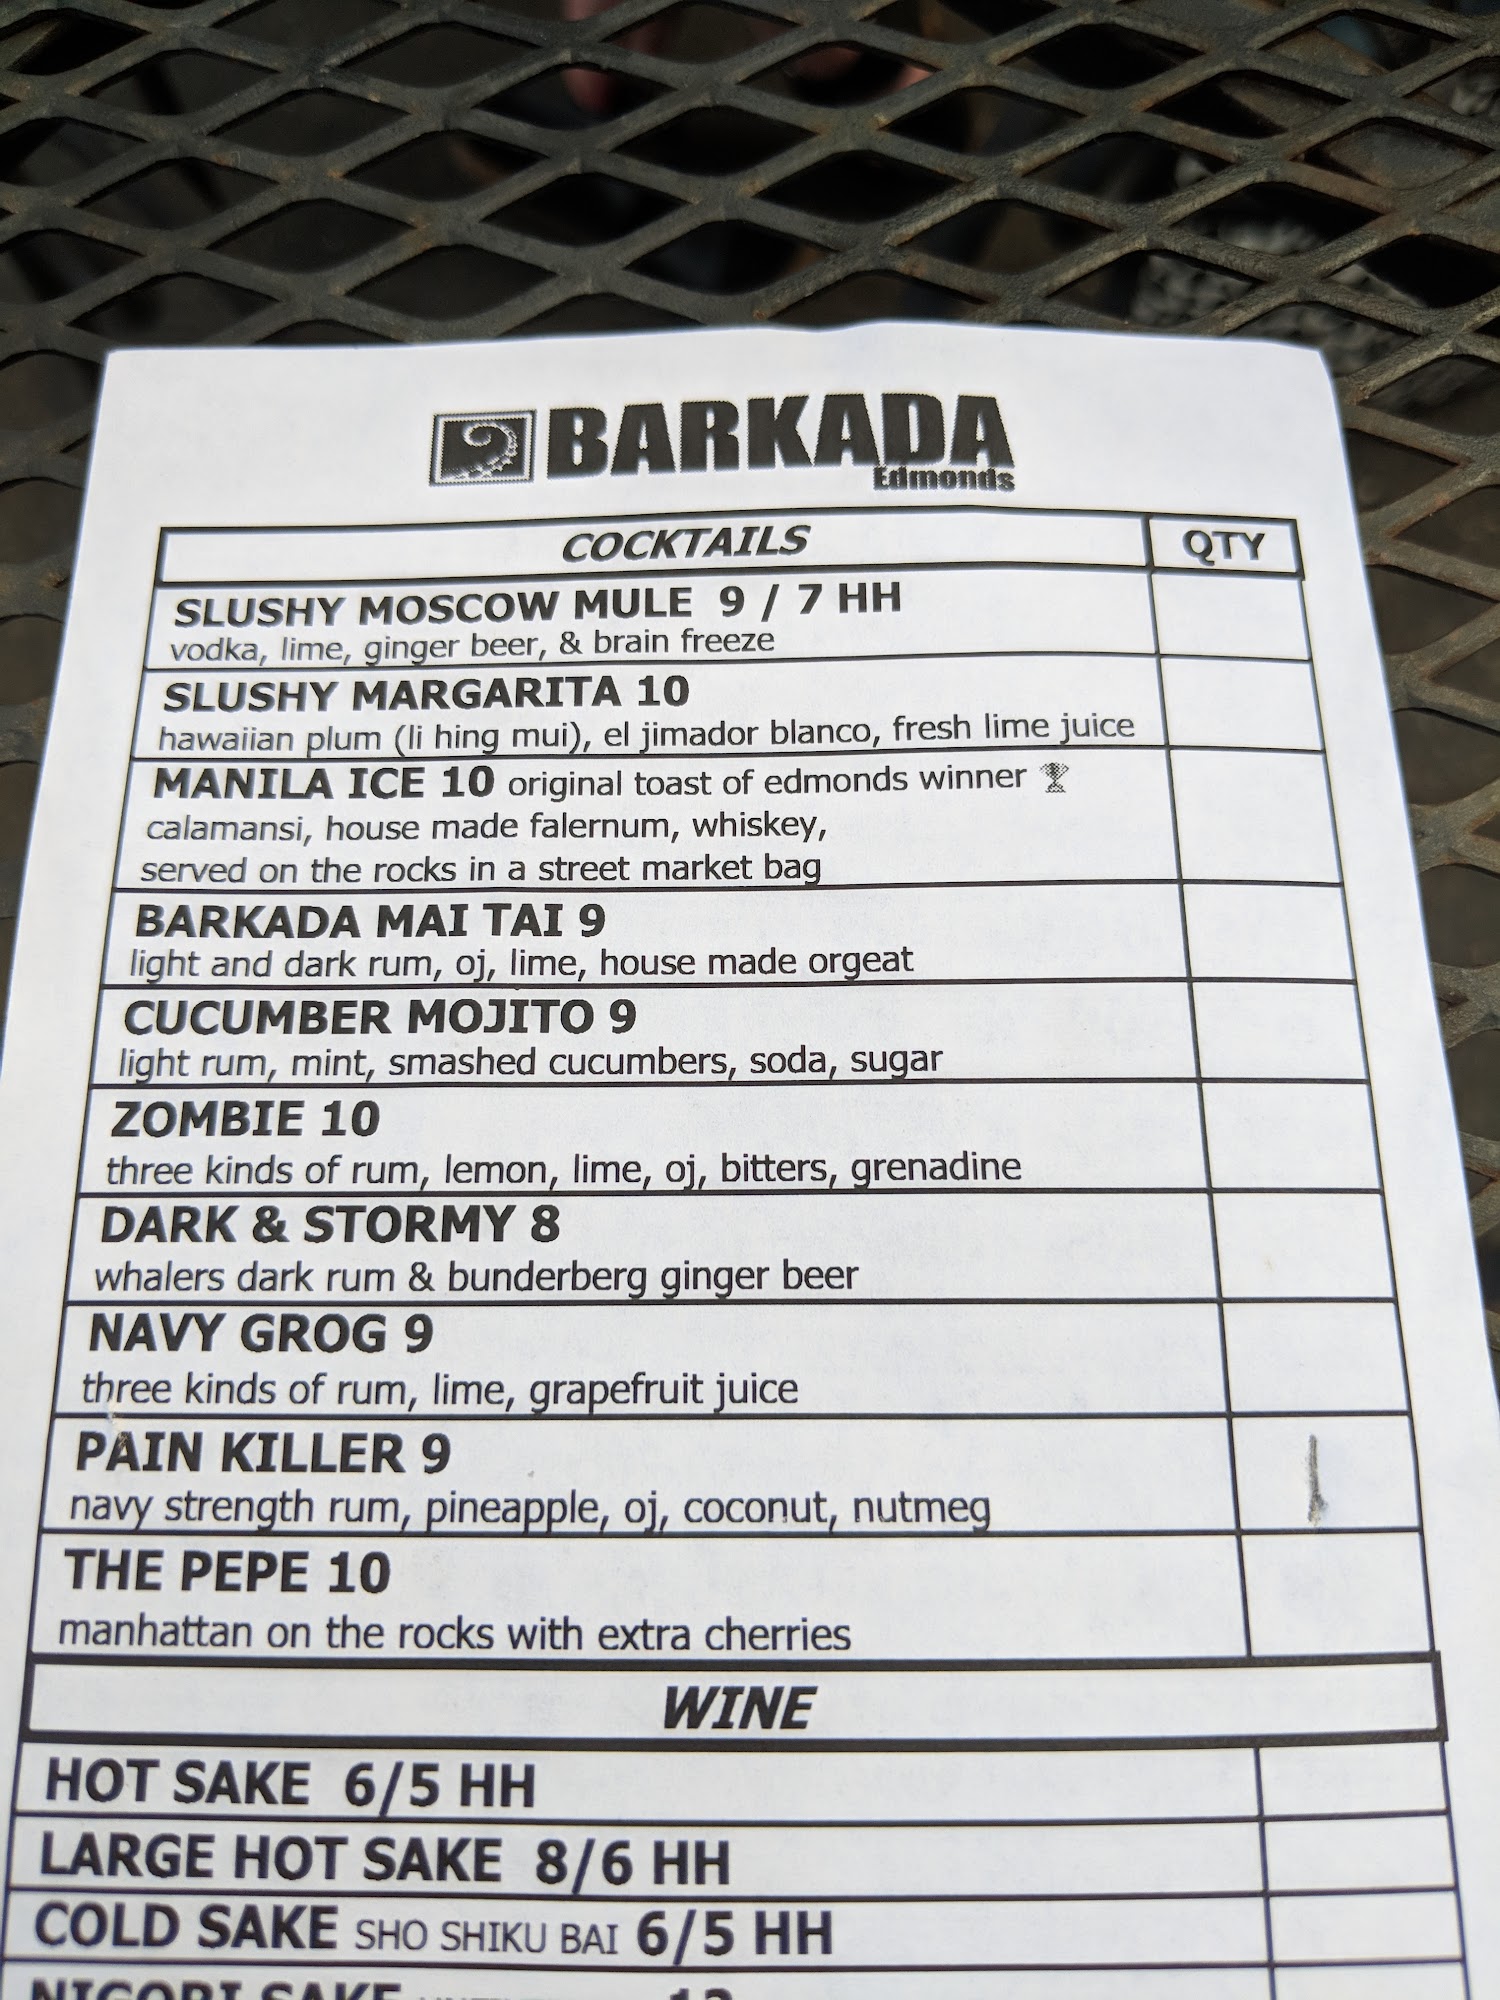 BARKADA
Edmonds
COCKTAILS QTY
SLUSHY MOSCOW MULE 9 / 7 HH
vodka, lime, ginger beer, & brain freeze
SLUSHY MARGARITA 10
hawaiian plum (li hing mui), el jimador blanco, fresh lime juice
MANILA ICE 10 original toast of edmonds winner
calamansi, house made falernum, whiskey,
served on the rocks in a street market bag
BARKADA MAI TAI 9
light and dark rum, oj, lime, house made orgeat
CUCUMBER MOJITO 9
light rum, mint, smashed cucumbers, soda, sugar
ZOMBIE 10
three kinds of rum, lemon, lime, oj, bitters, grenadine
DARK & STORMY 8
whalers dark rum & bunderberg ginger beer
NAVY GROG 9
three kinds of rum, lime, grapefruit juice
PAIN KILLER 9
navy strength rum, pineapple, oj, coconut, nutmeg 1
THE PEPE 10
manhattan on the rocks with extra cherries
WINE
HOT SAKE 6/5 HH
LARGE HOT SAKE 8/6 HH
COLD SAKE SHO SHIKU BAI 6/5 HH
NIGORI SAKE